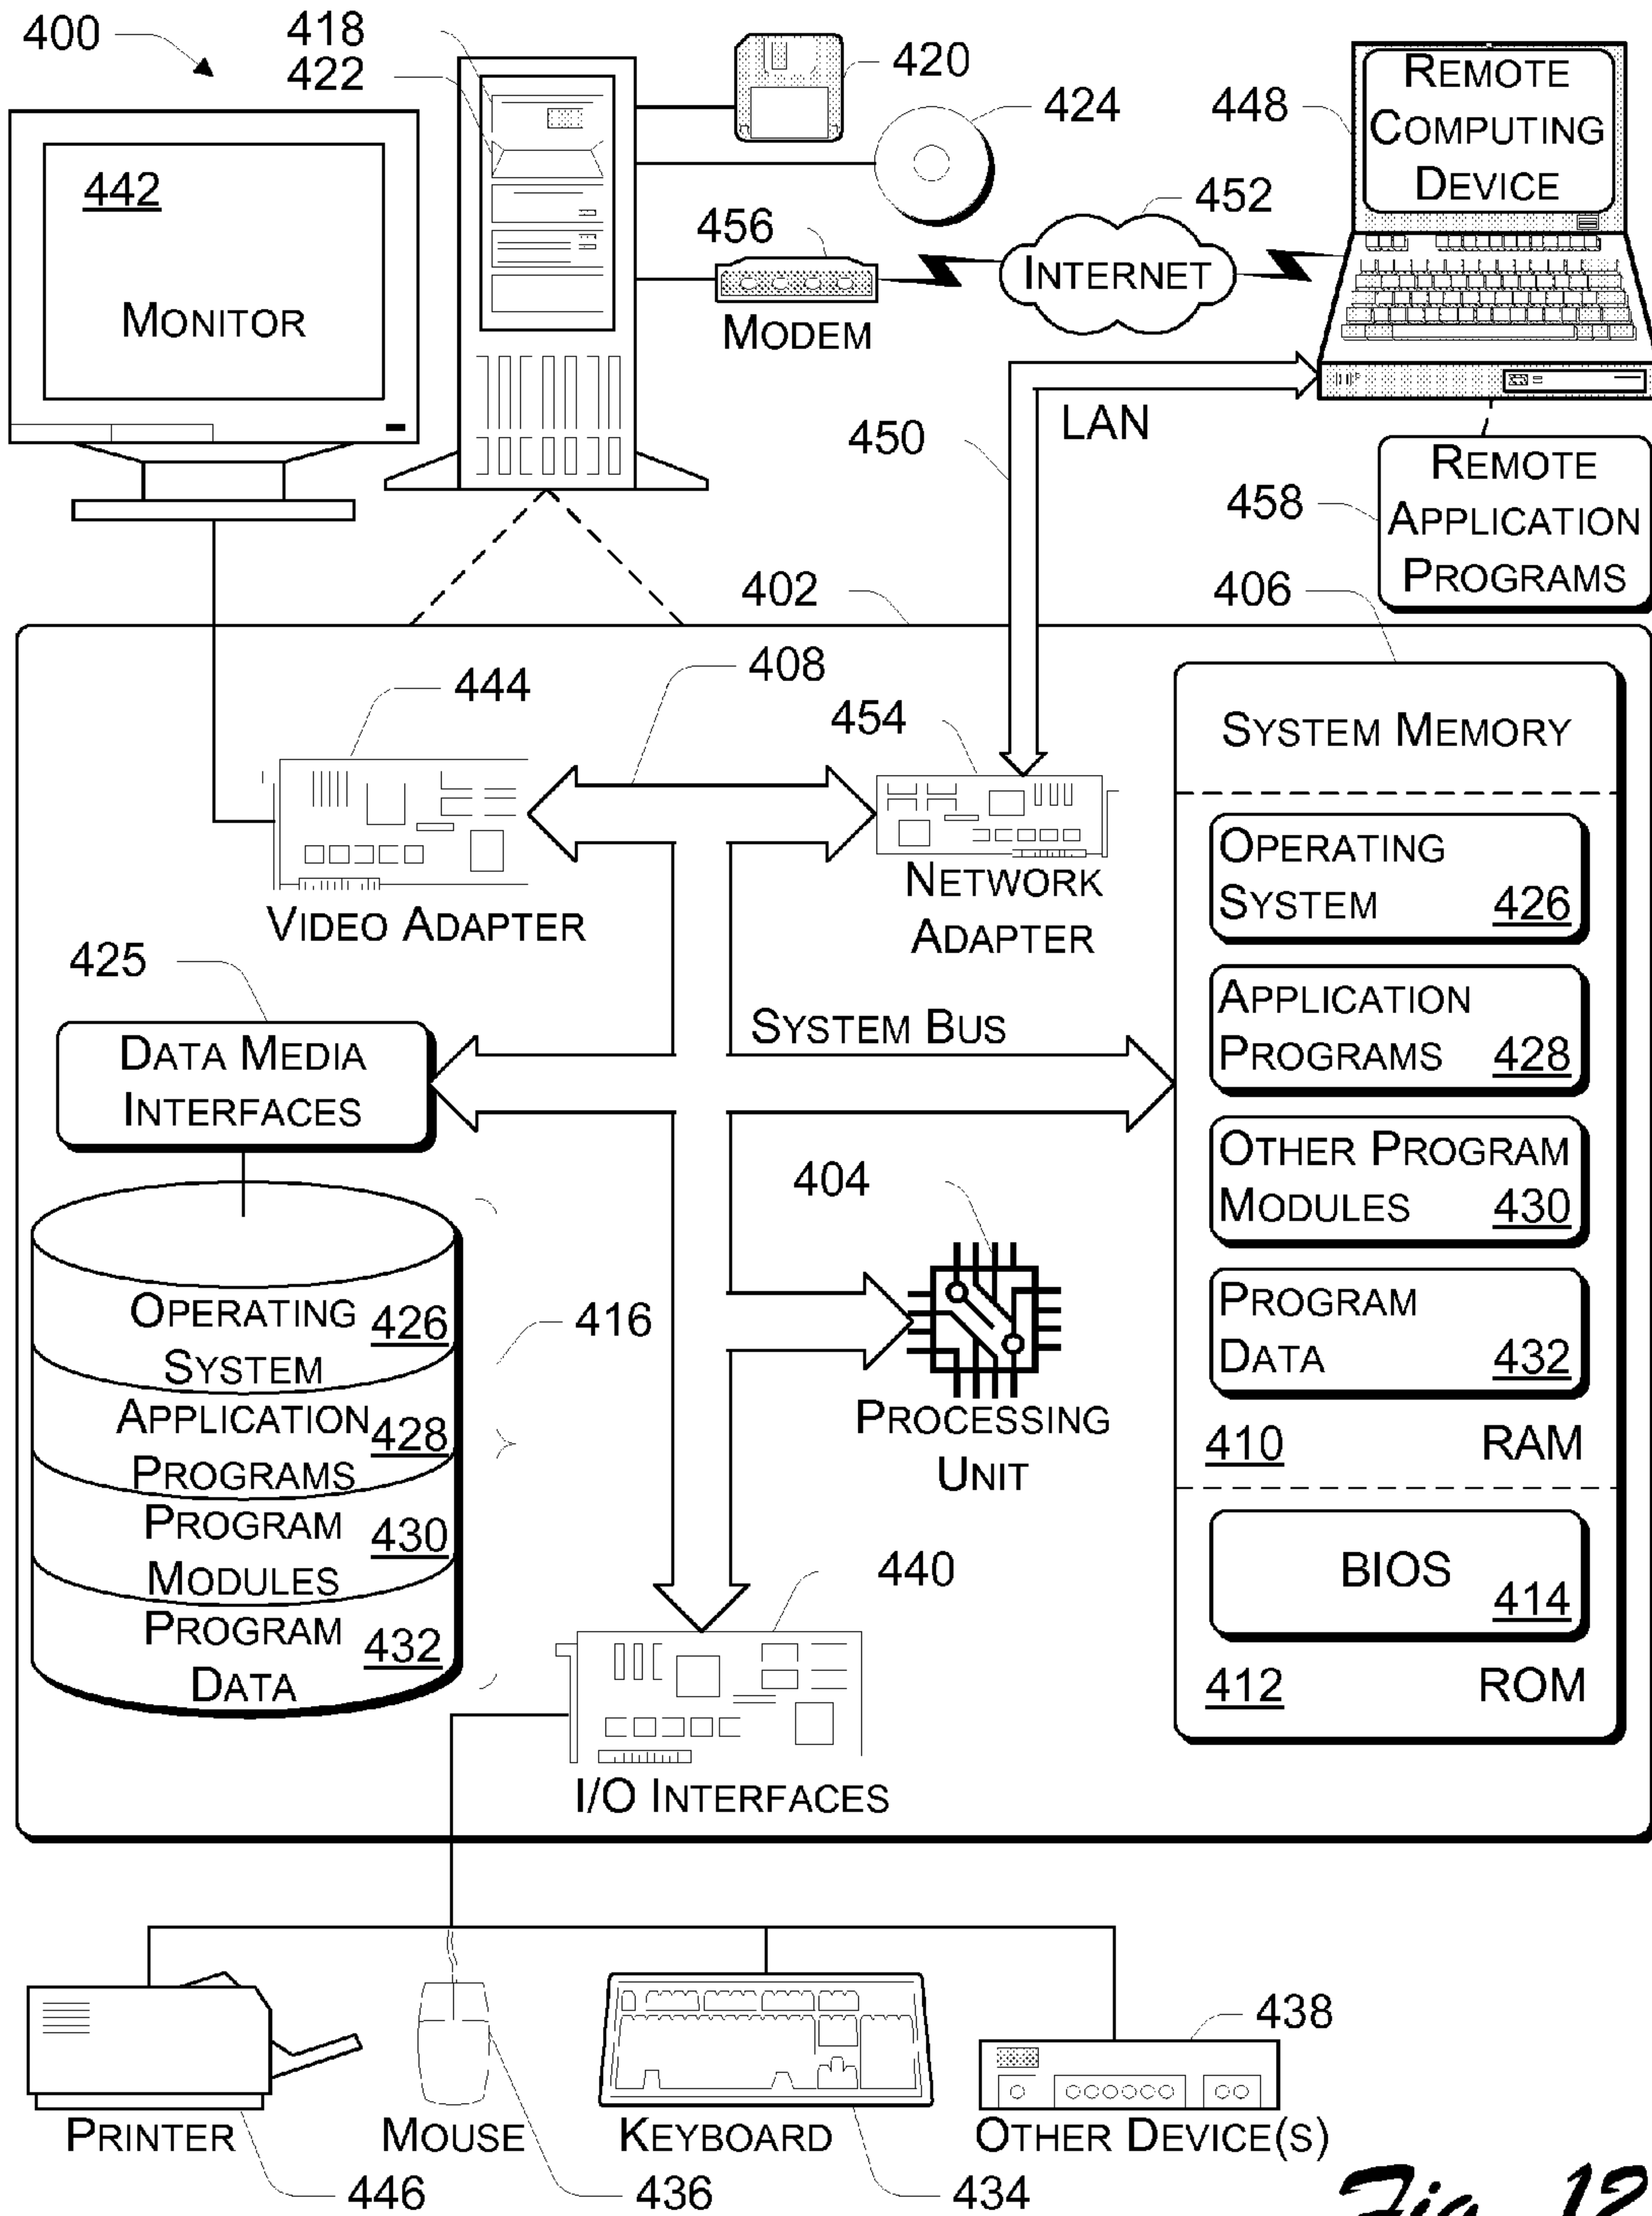 400
418
422
420
424
448
REMOTE
COMPUTING
DEVICE
442
MONITOR
456
MODEM
452
INTERNET
450
LAN
REMOTE
APPLICATION
PROGRAMS
458
402
406
408
444
454
VIDEO ADAPTER
NETWORK
ADAPTER
SYSTEM MEMORY
OPERATING
SYSTEM 426
APPLICATION
PROGRAMS 428
OTHER PROGRAM
MODULES 430
PROGRAM
DATA 432
410 RAM
BIOS
414
412 ROM
425
DATA MEDIA
INTERFACES
SYSTEM BUS
404
PROCESSING
UNIT
OPERATING 426
SYSTEM
APPLICATION 428
PROGRAMS
PROGRAM 430
MODULES
PROGRAM 432
DATA
416
440
I/O INTERFACES
PRINTER
446
MOUSE
436
KEYBOARD
434
438
OTHER DEVICE(S)
Fig. 12